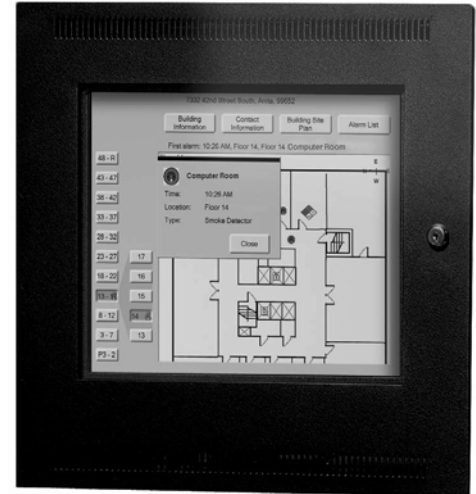 42nd Street South,
Building Information
Contact Information
Building Site Plan
Alarm List
First alarm: 10:26 AM, Floor 14, Floor 14 Computer Room
48 - R
43 - 47
38 - 42
33 - 37
28 - 32
23 - 27
18 - 22
8 - 12
3 - 7
P3 - 2
17
16
15
14
13
Computer Room
Time: 10:26 AM
Location: Floor 14
Type: Smoke Detector
Close
E
W